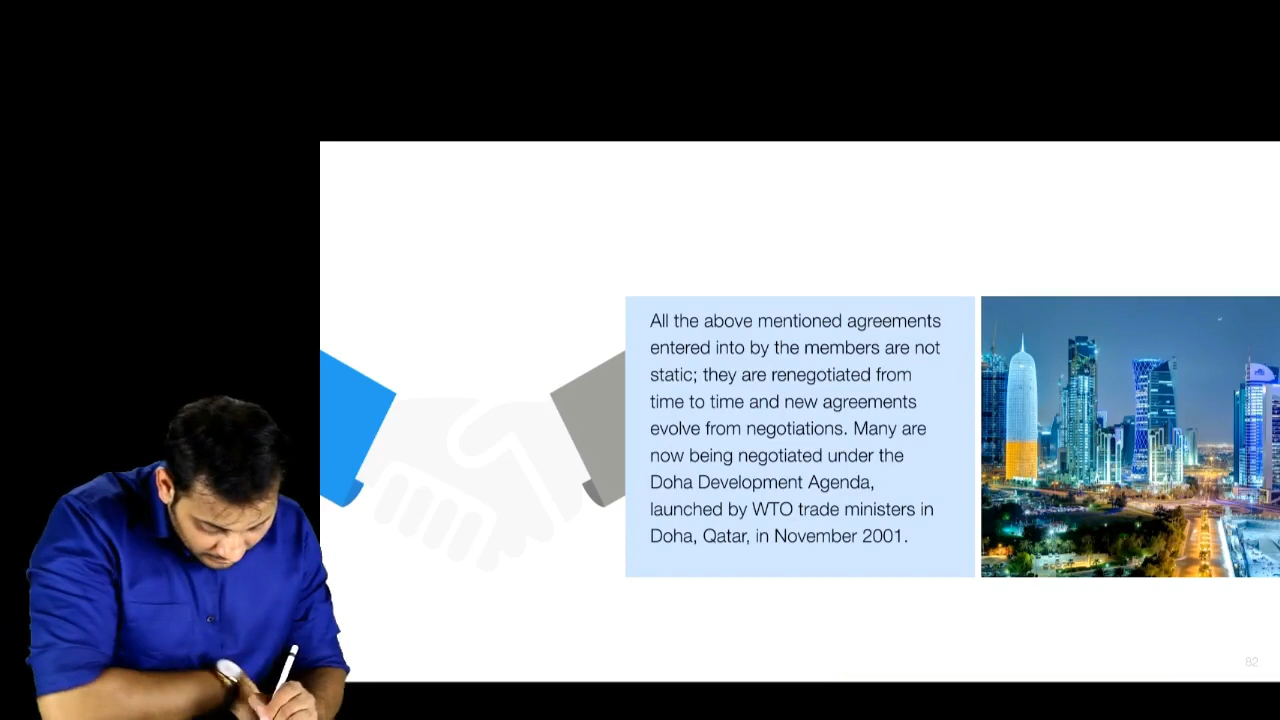 All the above mentioned agreements
entered into by the members are not
static; they are renegotiated from
time to time and new agreements
evolve from negotiations. Many are
now being negotiated under the
Doha Development Agenda,
launched by WTO trade ministers in
Doha, Qatar, in November 2001.
82